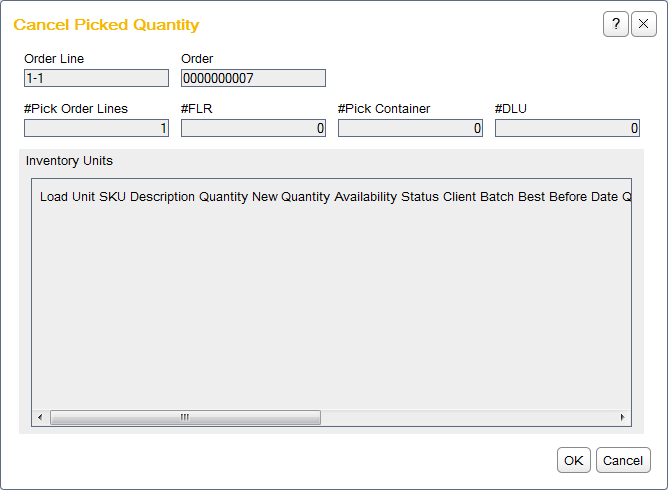 Cancel Picked Quantity
?
Order Line Order
1-1 0000000007
#Pick Order Lines #FLR #Pick Container #DLU
1 0 0 0
Inventory Units
Load Unit SKU Description Quantity New Quantity Availability Status Client Batch Best Before Date Q
OK Cancel